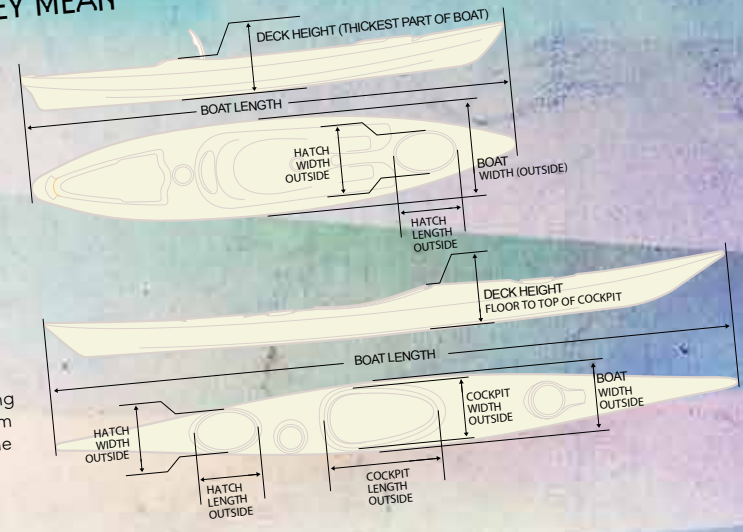 EY MEAN
DECK HEIGHT (THICKEST PART OF BOAT)
BOAT LENGTH
HATCH
WIDTH
OUTSIDE
BOAT
WIDTH (OUTSIDE)
HATCH
LENGTH
OUTSIDE
DECK HEIGHT
FLOOR TO TOP OF COCKPIT
BOAT LENGTH
ng
m
e
HATCH
WIDTH
OUTSIDE
COCKPIT
WIDTH
OUTSIDE
BOAT
WIDTH
OUTSIDE
HATCH
LENGTH
OUTSIDE
COCKPIT
LENGTH
OUTSIDE